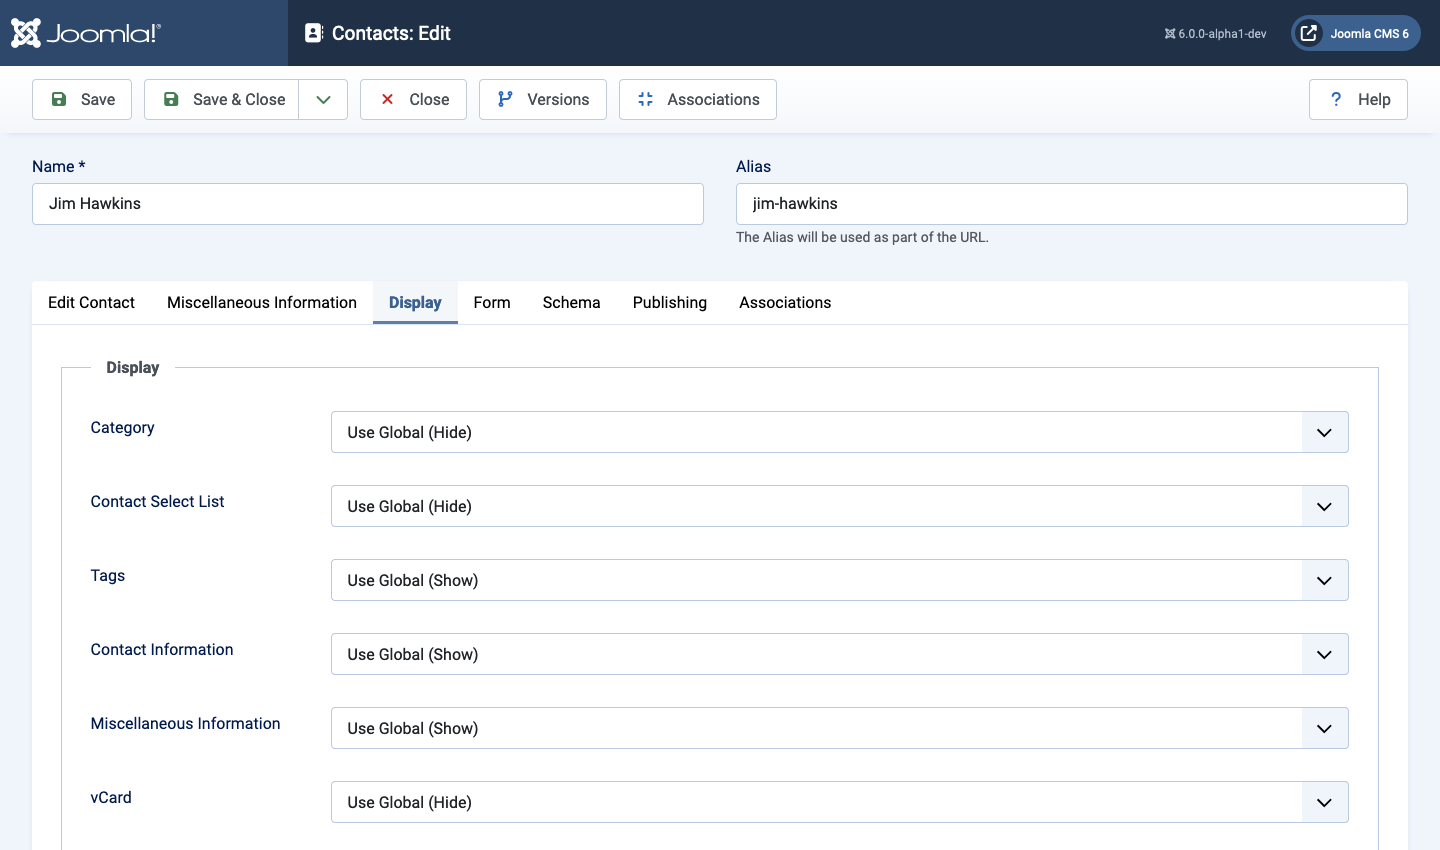 Joomla!®
Contacts: Edit
6.0.0-alpha1-dev
Joomla CMS 6
Save
Save & Close
Close
Versions
Associations
? Help
Name *
Alias
Jim Hawkins
jim-hawkins
The Alias will be used as part of the URL.
Edit Contact
Miscellaneous Information
Display
Form
Schema
Publishing
Associations
Display
Category
Use Global (Hide)
Contact Select List
Use Global (Hide)
Tags
Use Global (Show)
Contact Information
Use Global (Show)
Miscellaneous Information
Use Global (Show)
vCard
Use Global (Hide)